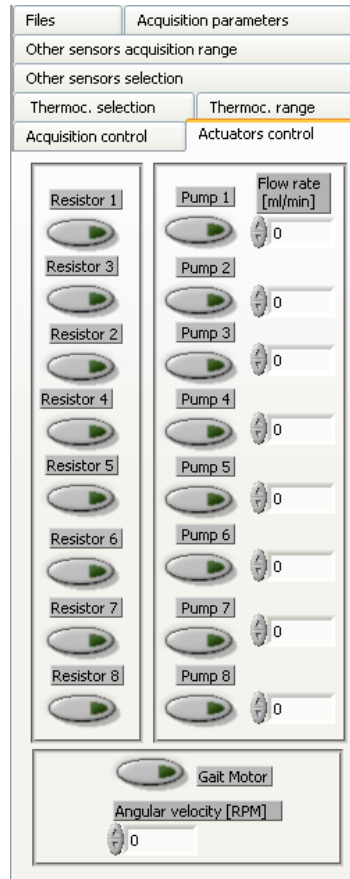 Files
Acquisition parameters
Other sensors acquisition range
Other sensors selection
Thermoc. selection
Thermoc. range
Acquisition control
Actuators control
Resistor 1
Resistor 3
Resistor 2
Resistor 4
Resistor 5
Resistor 6
Resistor 7
Resistor 8
Flow rate
[ml/min]
Pump 1
0
Pump 2
0
Pump 3
0
Pump 4
0
Pump 5
0
Pump 6
0
Pump 7
0
Pump 8
0
Gait Motor
Angular velocity [RPM]
0